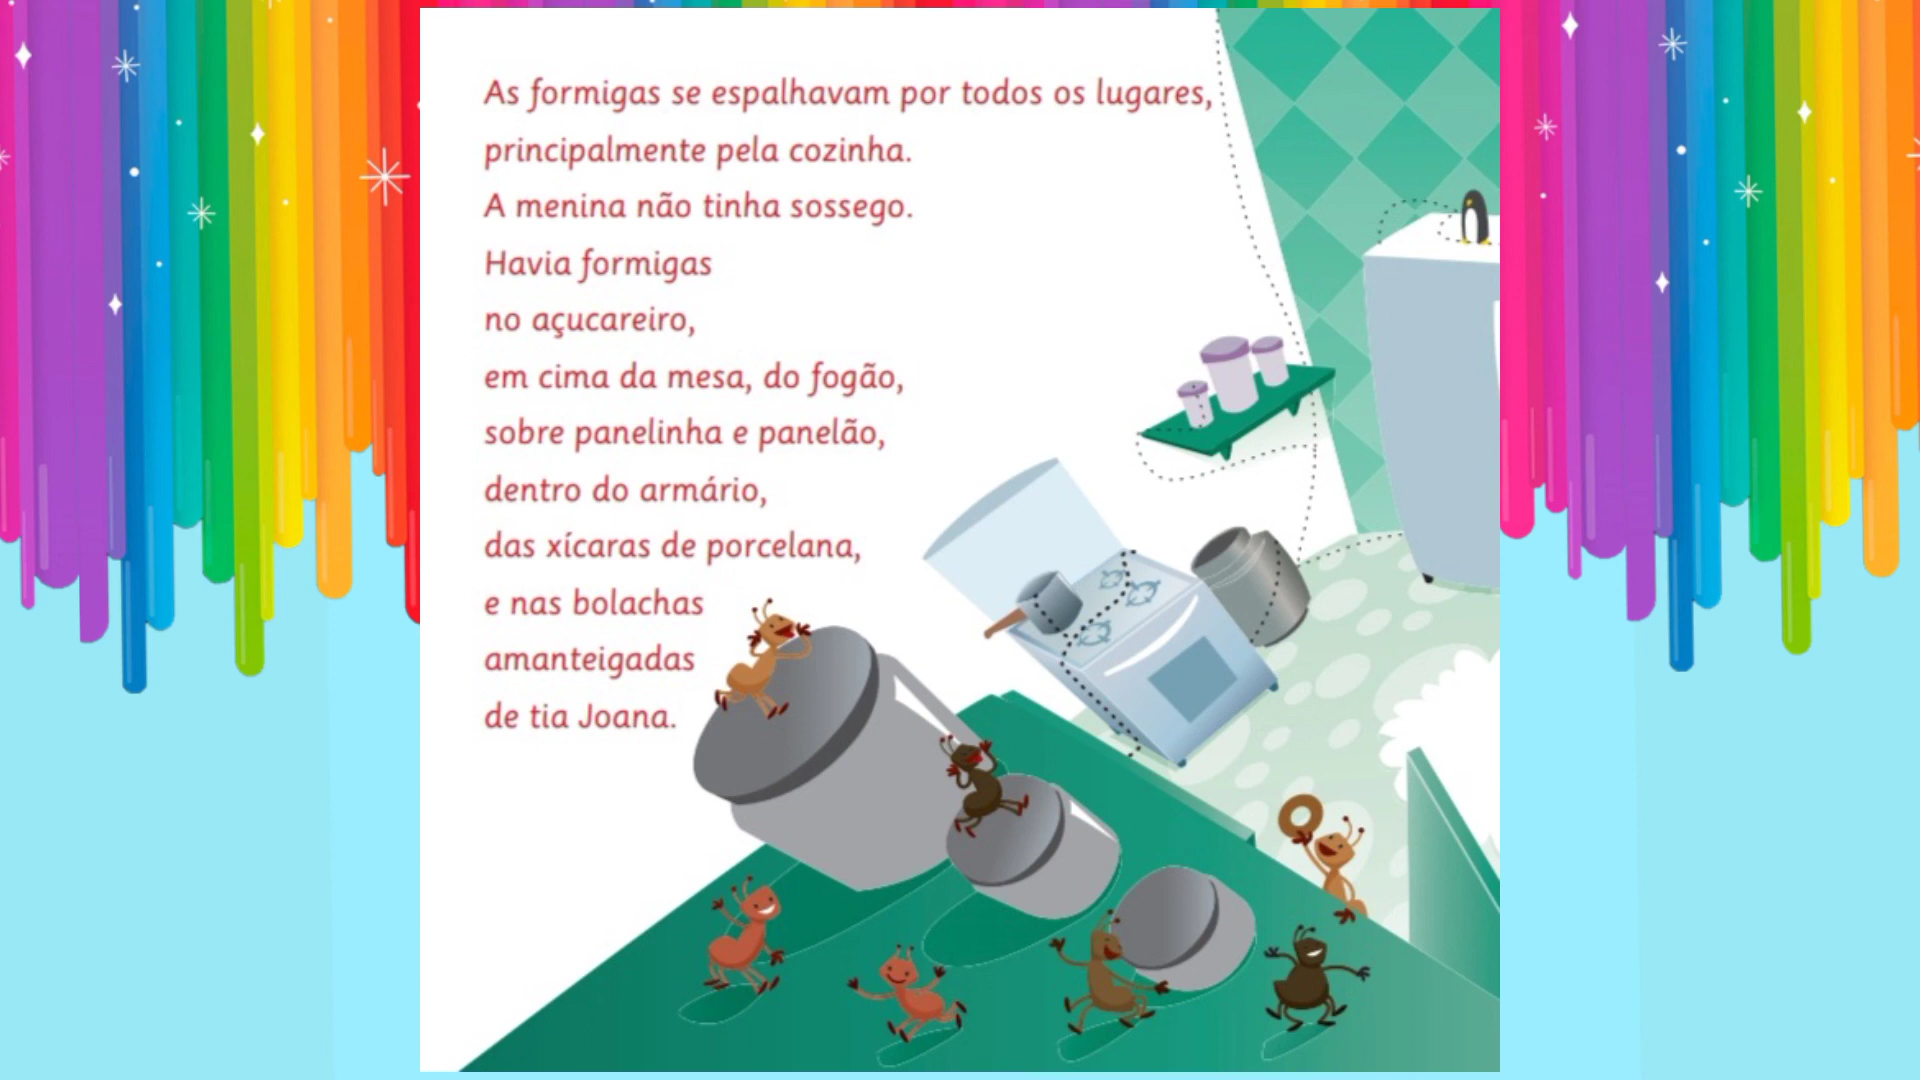 As formigas se espalhavam por todos os lugares,
principalmente pela cozinha.
A menina não tinha sossego.
Havia formigas
no açucareiro,
em cima da mesa, do fogão,
sobre panelinha e panelão,
dentro do armário,
das xícaras de porcelana,
e nas bolachas
amanteigadas
de tia Joana.